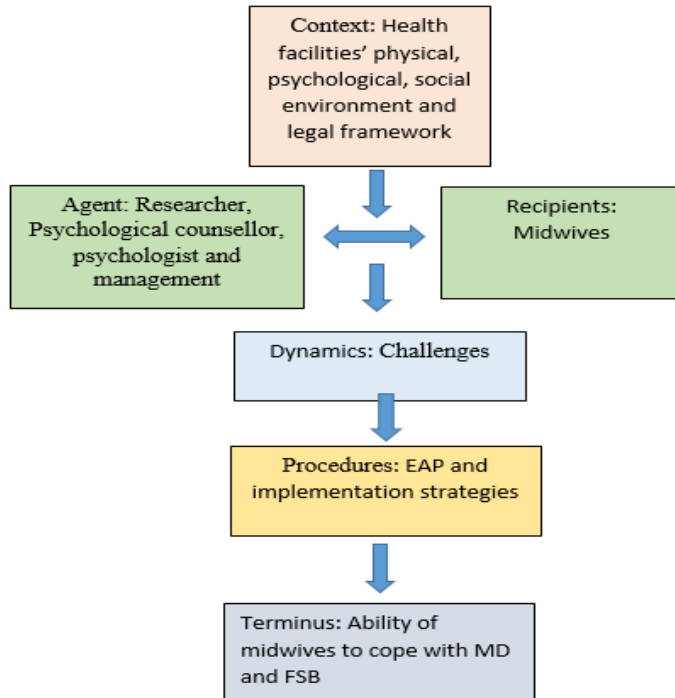 Context: Health
facilities' physical,
psychological, social
environment and
legal framework
Agent: Researcher,
Psychological counsellor,
psychologist and
management
Recipients:
Midwives
Dynamics: Challenges
Procedures: EAP and
implementation strategies
Terminus: Ability of
midwives to cope with MD
and FSB